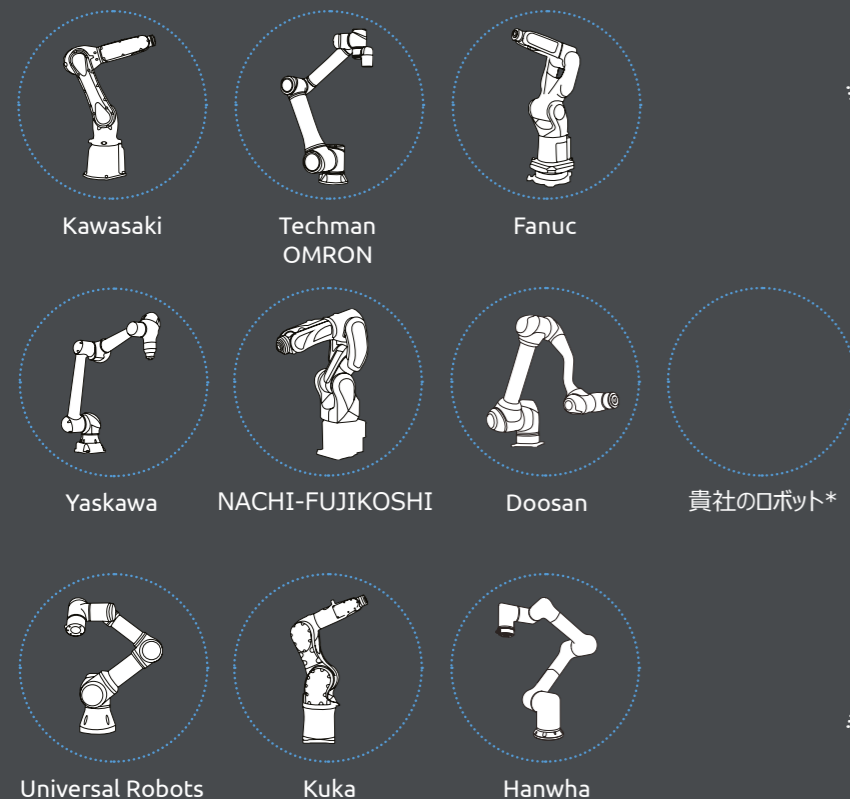 Kawasaki
Techman
OMRON
Fanuc
Yaskawa
NACHI-FUJIKOSHI
Doosan
貴社のロボット*
Universal Robots
Kuka
Hanwha